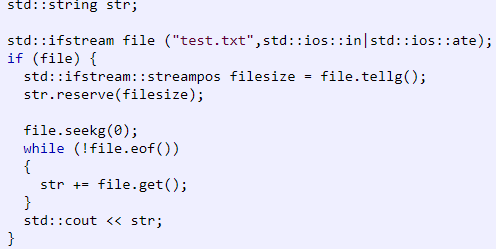 std::string str;
std::ifstream file ("test.txt",std::ios::in|std::ios::ate);
if (file) {
std::ifstream::streampos filesize = file.tellg();
str.reserve(filesize);
file.seekg(0);
while (!file.eof())
{
str += file.get();
}
std::cout << str;
}